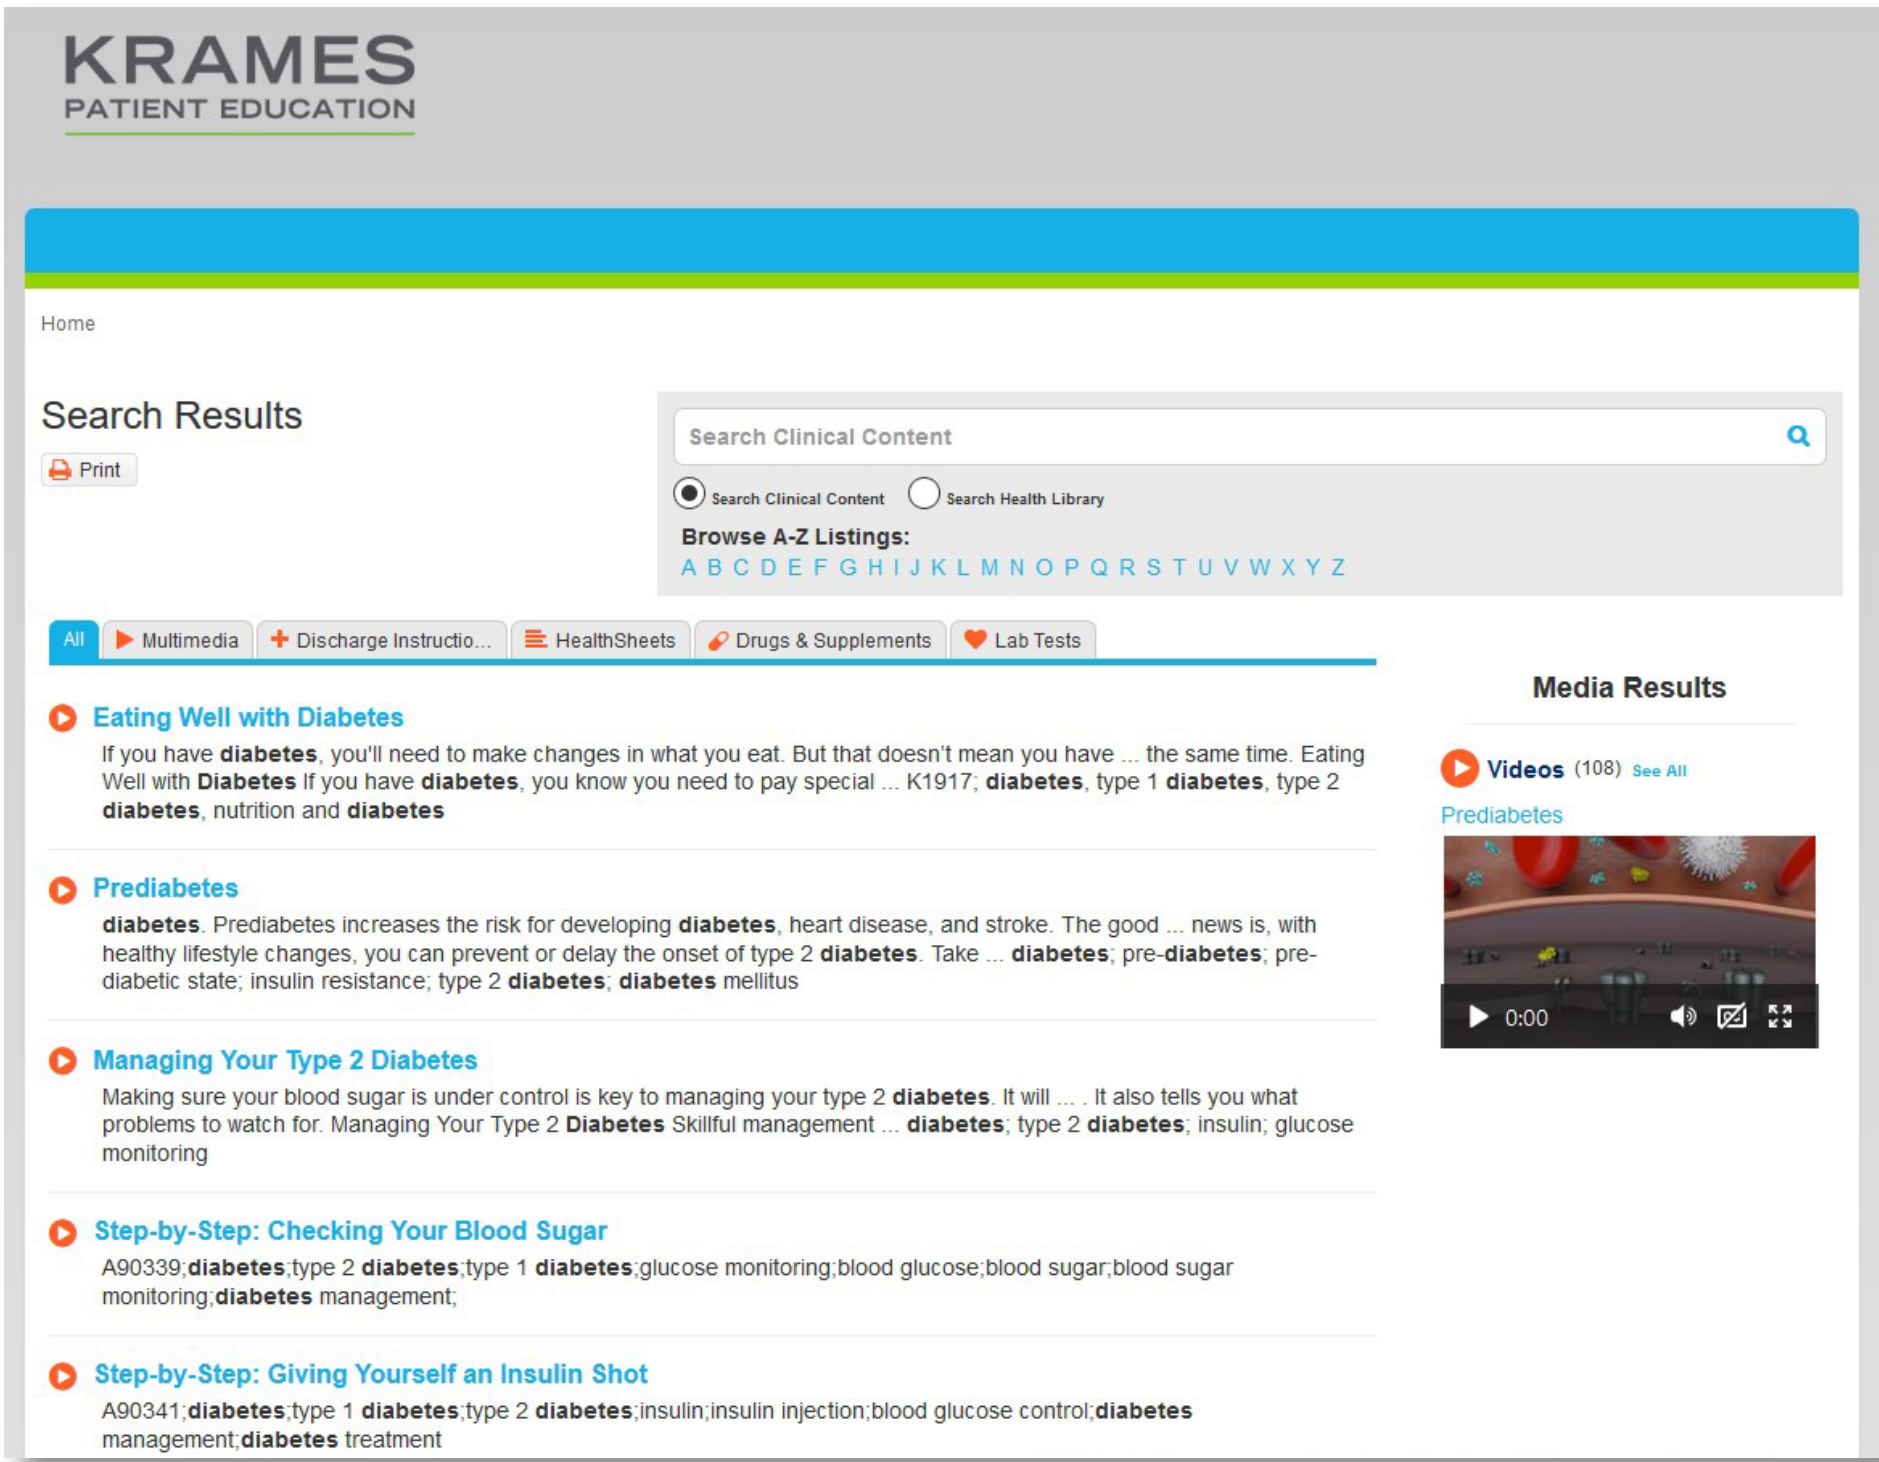 KRAMES
PATIENT EDUCATION
Home
Search Results
Print
Search Clinical Content
Search Clinical Content Search Health Library
Browse A-Z Listings:
A B C D E F G H I J K L M N O P Q R S T U V W X Y Z
All Multimedia Discharge Instructio... HealthSheets Drugs & Supplements Lab Tests
Eating Well with Diabetes
If you have diabetes, you'll need to make changes in what you eat. But that doesn't mean you have ... the same time. Eating
Well with Diabetes If you have diabetes, you know you need to pay special ... K1917; diabetes, type 1 diabetes, type 2
diabetes, nutrition and diabetes
Prediabetes
diabetes. Prediabetes increases the risk for developing diabetes, heart disease, and stroke. The good ... news is, with
healthy lifestyle changes, you can prevent or delay the onset of type 2 diabetes. Take ... diabetes; pre-diabetes; pre-
diabetic state; insulin resistance; type 2 diabetes; diabetes mellitus
Managing Your Type 2 Diabetes
Making sure your blood sugar is under control is key to managing your type 2 diabetes. It will ... . It also tells you what
problems to watch for. Managing Your Type 2 Diabetes Skillful management ... diabetes; type 2 diabetes; insulin; glucose
monitoring
Step-by-Step: Checking Your Blood Sugar
A90339;diabetes;type 2 diabetes;type 1 diabetes;glucose monitoring;blood glucose;blood sugar;blood sugar
monitoring;diabetes management;
Step-by-Step: Giving Yourself an Insulin Shot
A90341;diabetes;type 1 diabetes;type 2 diabetes;insulin;insulin injection;blood glucose control;diabetes
management;diabetes treatment
Media Results
Videos (108) See All
Prediabetes
0:00